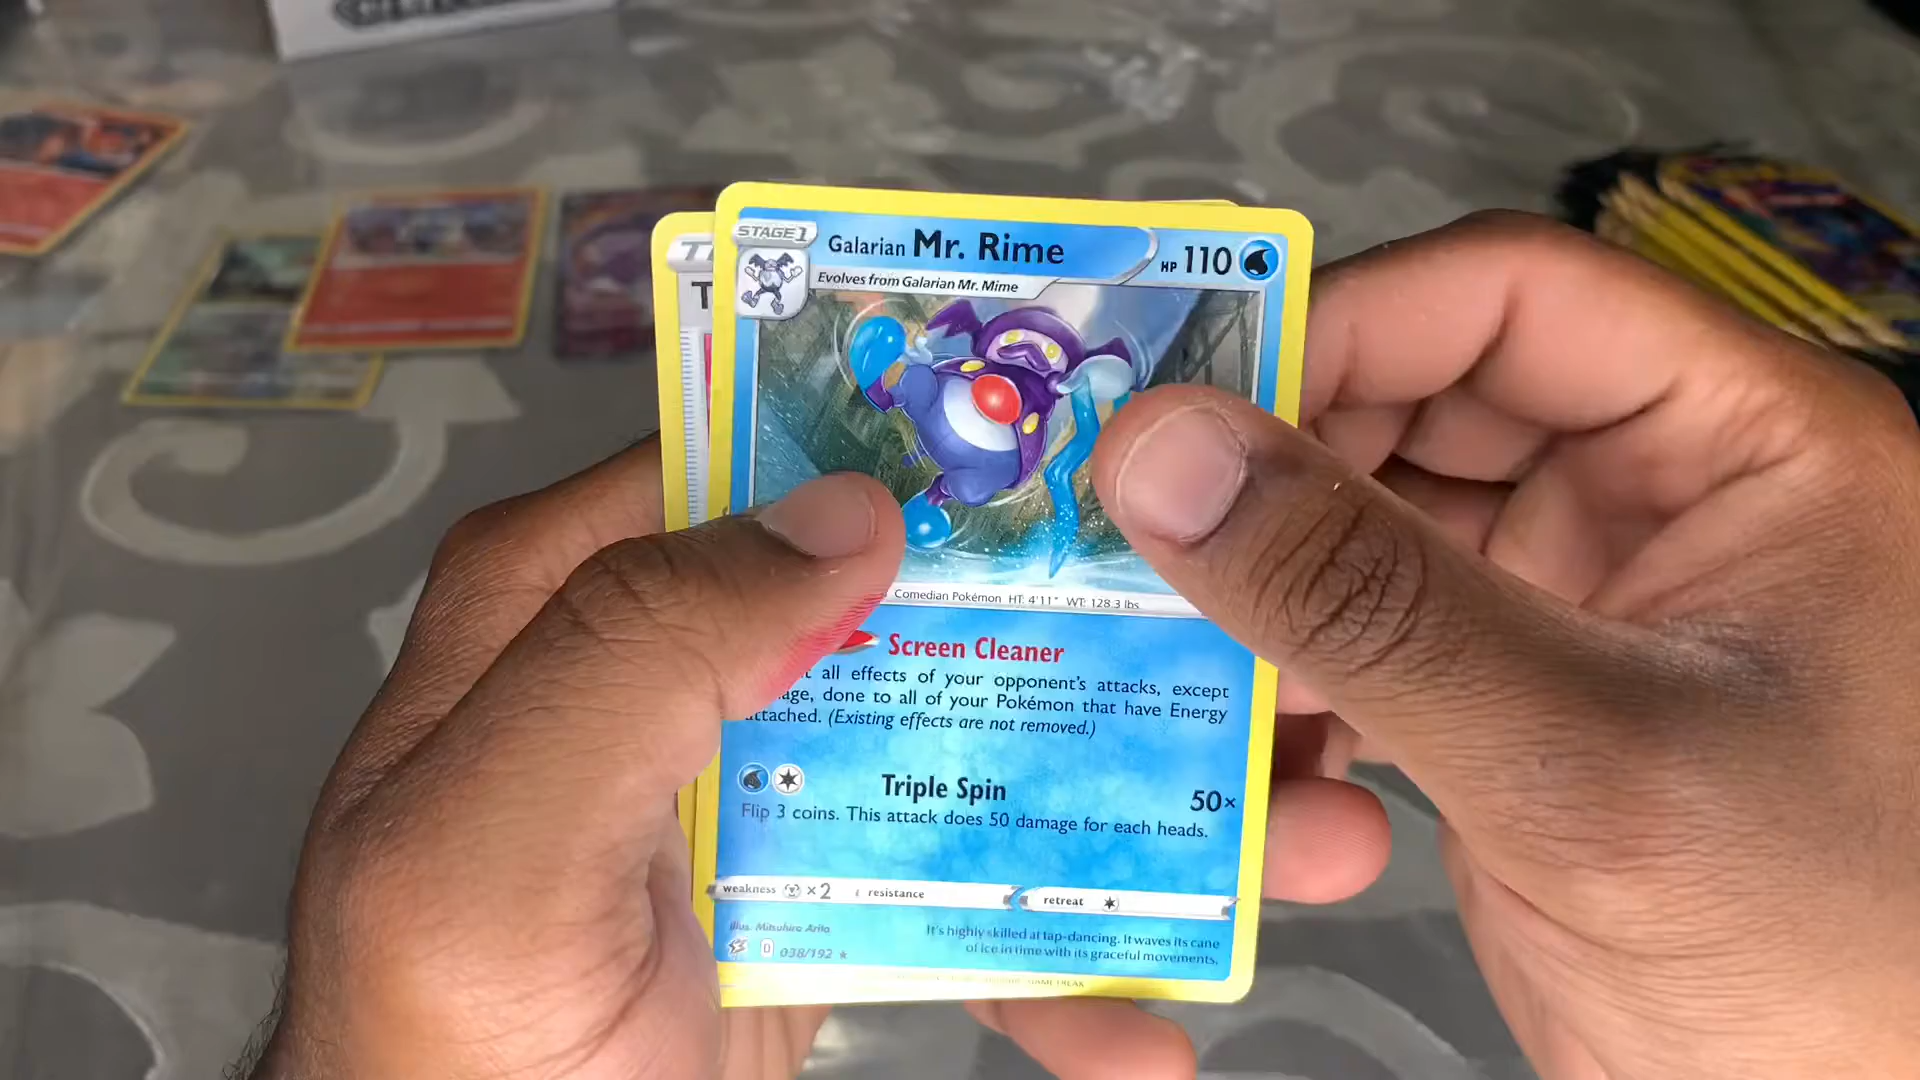 STAGE 1
Galarian Mr. Rime
HP 110
Evolves from Galarian Mr. Mime
T
Comedian Pokémon HT: 4'11" WT: 128.3 lbs.
Screen Cleaner
all effects of your opponent's attacks, except
done to all of your Pokémon that have Energy
attached. (Existing effects are not removed.)
Triple Spin 50×
Flip 3 coins. This attack does 50 damage for each heads.
weakness ×2 resistance retreat
Illus. Mitsuhiro Arita
D 038/192 ★
It's highly skilled at tap-dancing. It waves its cane
of ice in time with its graceful movements.
GAME FREAK